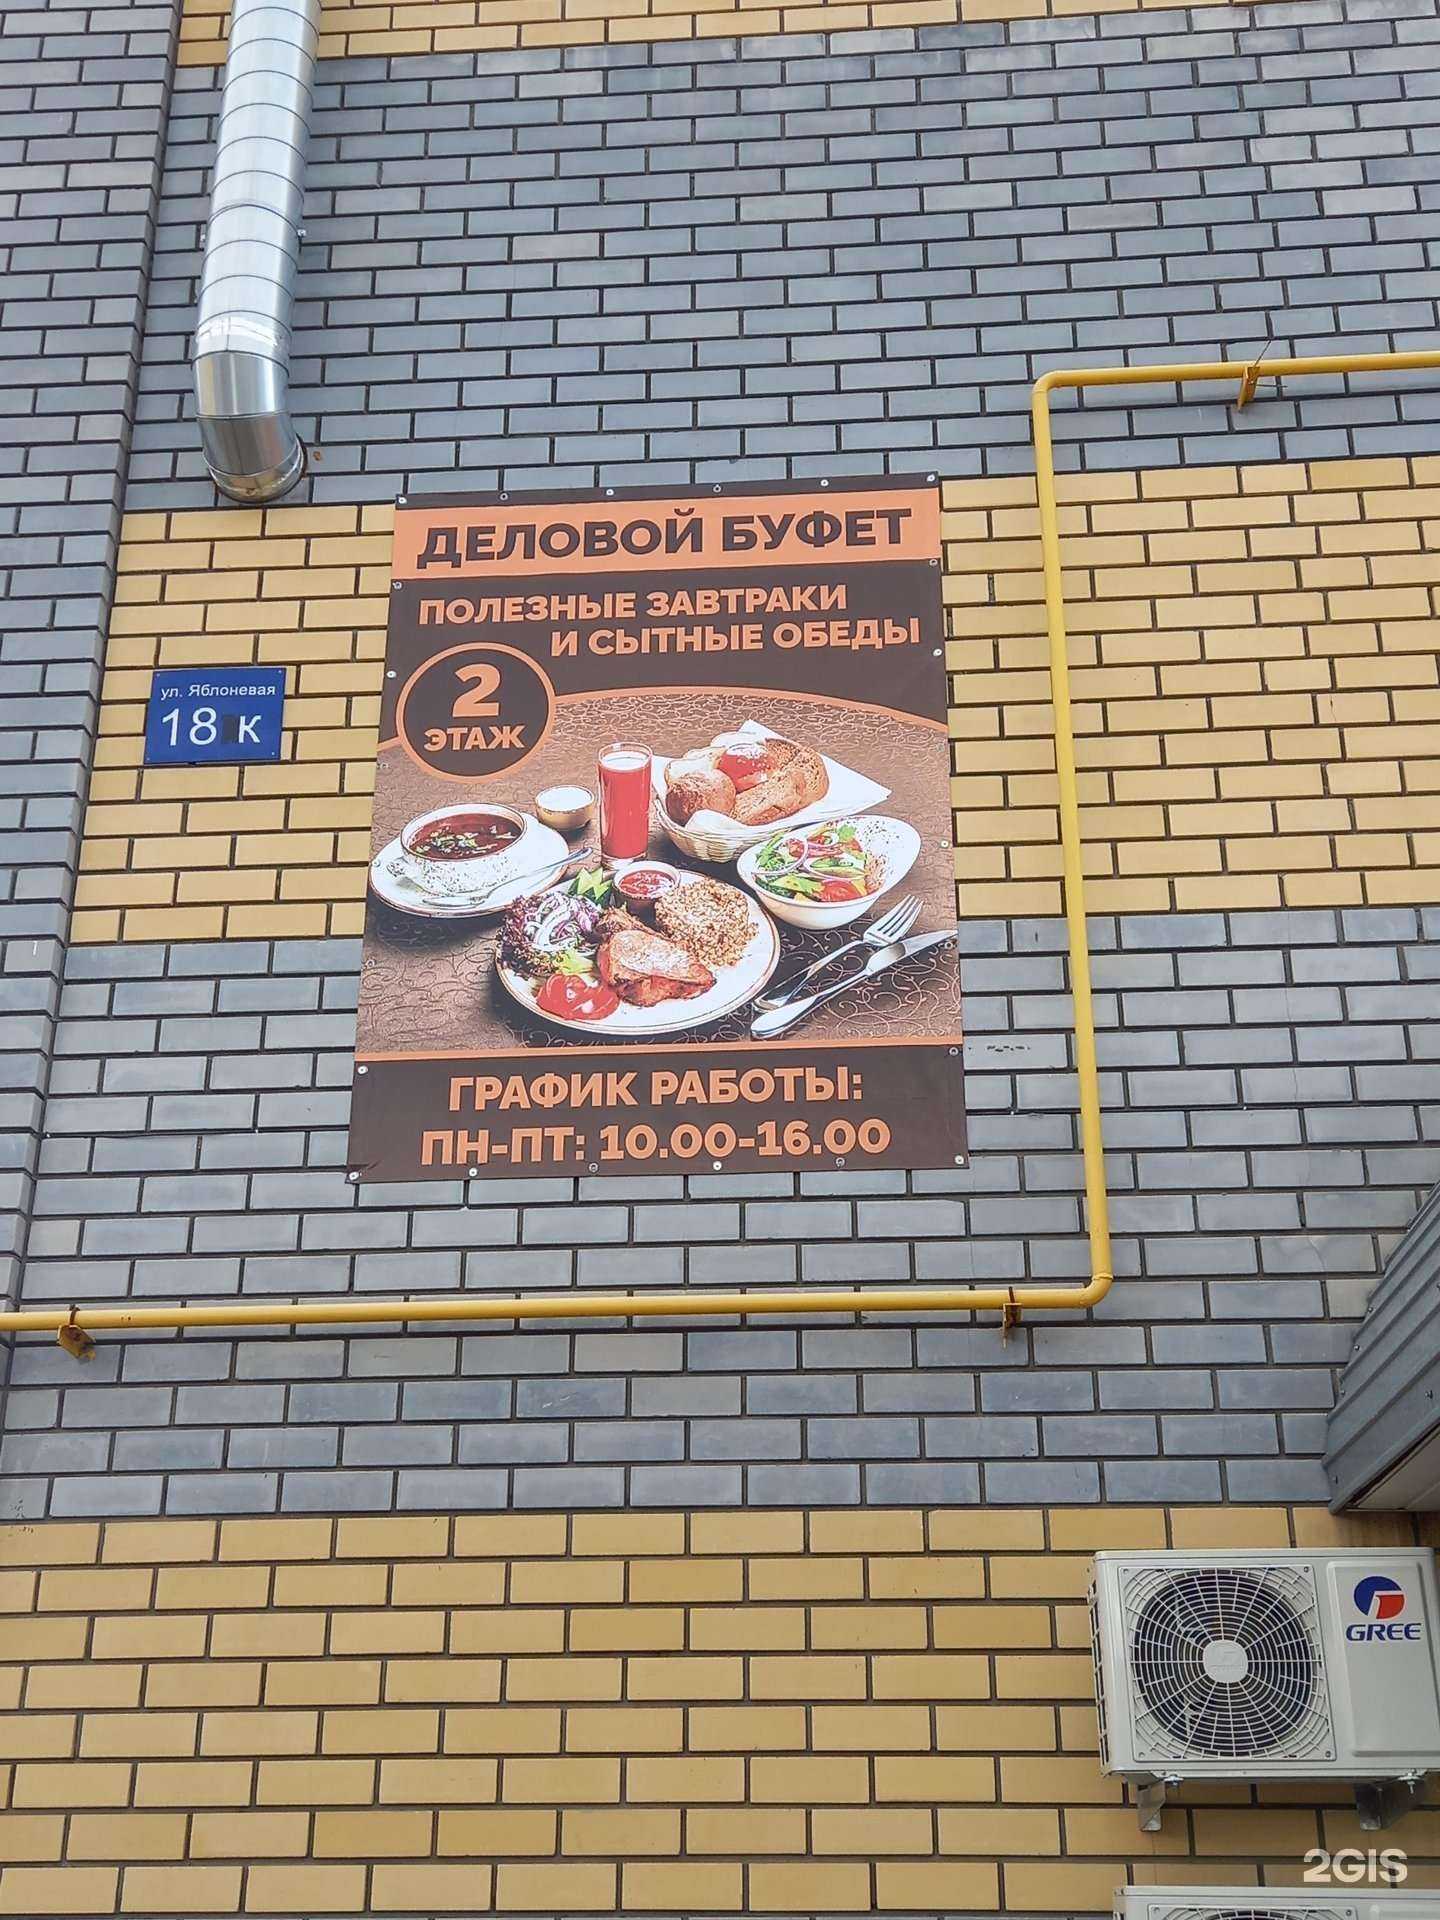 ДЕЛОВОЙ БУФЕТ
ПОЛЕЗНЫЕ ЗАВТРАКИ
И СЫТНЫЕ ОБЕДЫ
2
ЭТАЖ
ул. Яблоневая
18 к
ГРАФИК РАБОТЫ:
ПН-ПТ: 10.00-16.00
GREE
2GIS